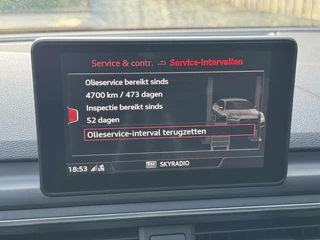 Service & contr. Service-intervallen
Olieservice bereikt sinds
4700 km / 473 dagen
Inspectie bereikt sinds
52 dagen
Olieservice-interval terugzetten
18:53 SKYRADIO